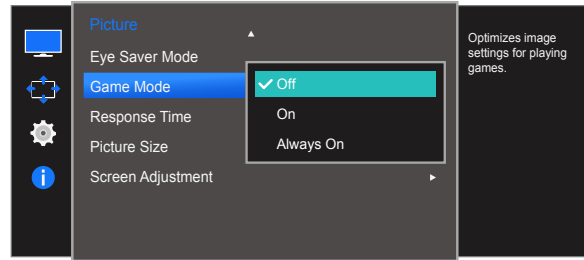 Picture
Eye Saver Mode
Game Mode
Response Time
Picture Size
Screen Adjustment
Off
On
Always On
Optimizes image
settings for playing
games.